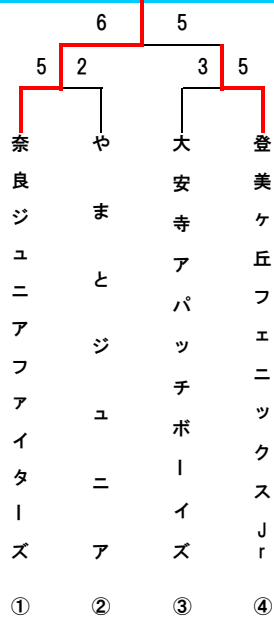 6 5
5 2 3 5
奈良ジュニアファイターズ
やまとジュニア
大安寺アパッチボーイズ
登美ヶ丘フェニックスJr
① ② ③ ④